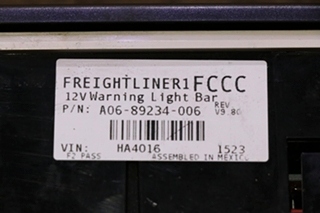 FREIGHTLINER1 FCCC
12V Warning Light Bar
P/N: A06-89234-006 REV V9.8G
VIN: HA4016 1523
F2 PASS ASSEMBLED IN MEXICO